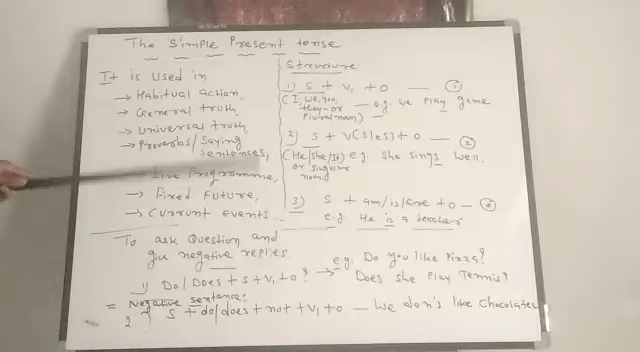 The Simple Present tense
It is used in
→ Habitual action.
→ General truth,
→ Universal truth,
→ Proverbs/Saying
sentences,
Live Programme,
→ Fixed Future,
→ Current events.
Structure
1) S + V1 + O — 1
(I, we, you, they - or Plural nam) — e.g. we play game
2) S + V(s/es) + O — 2
(He/She/It) e.g. She sings well.
or singular
3) S + am/is/are + O — 3
e.g. He is a teacher
To ask Question and
give negative replies.
1) Do/Does + S + V1 + O? → e.g. Do you like Pizza?
Does she play Tennis?
= Negative sentence:
2 S + do/does + not + V1 + O — We don's like Chocolates